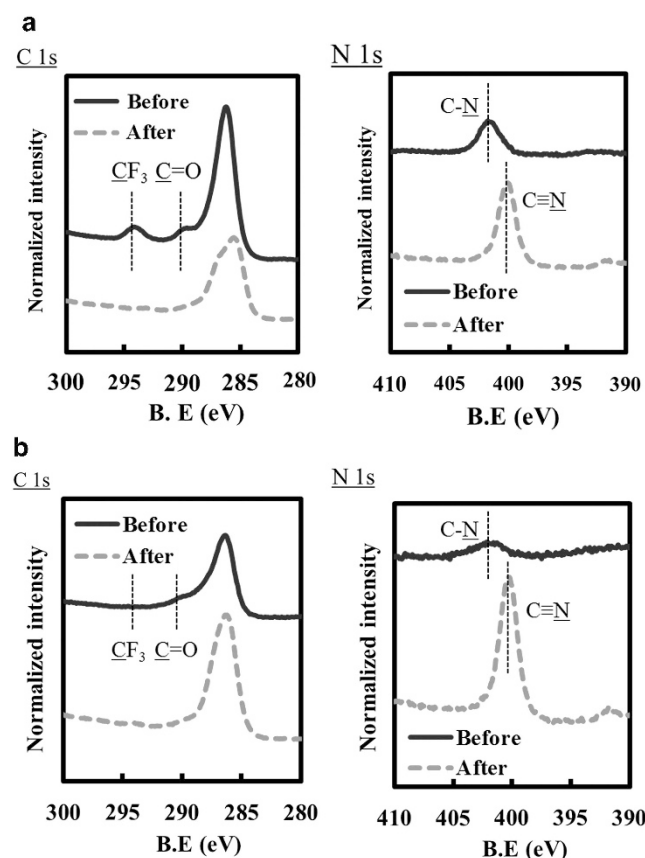 a
C 1s
Before
After
CF₃ C=O
Normalized intensity
300 295 290 285 280
B. E (eV)
N 1s
C-N
C≡N
Before
After
Normalized intensity
410 405 400 395 390
B.E (eV)
b
C 1s
Before
After
CF₃ C=O
Normalized intensity
300 295 290 285 280
B.E (eV)
N 1s
C-N
C≡N
Before
After
Normalized intensity
410 405 400 395 390
B.E (eV)